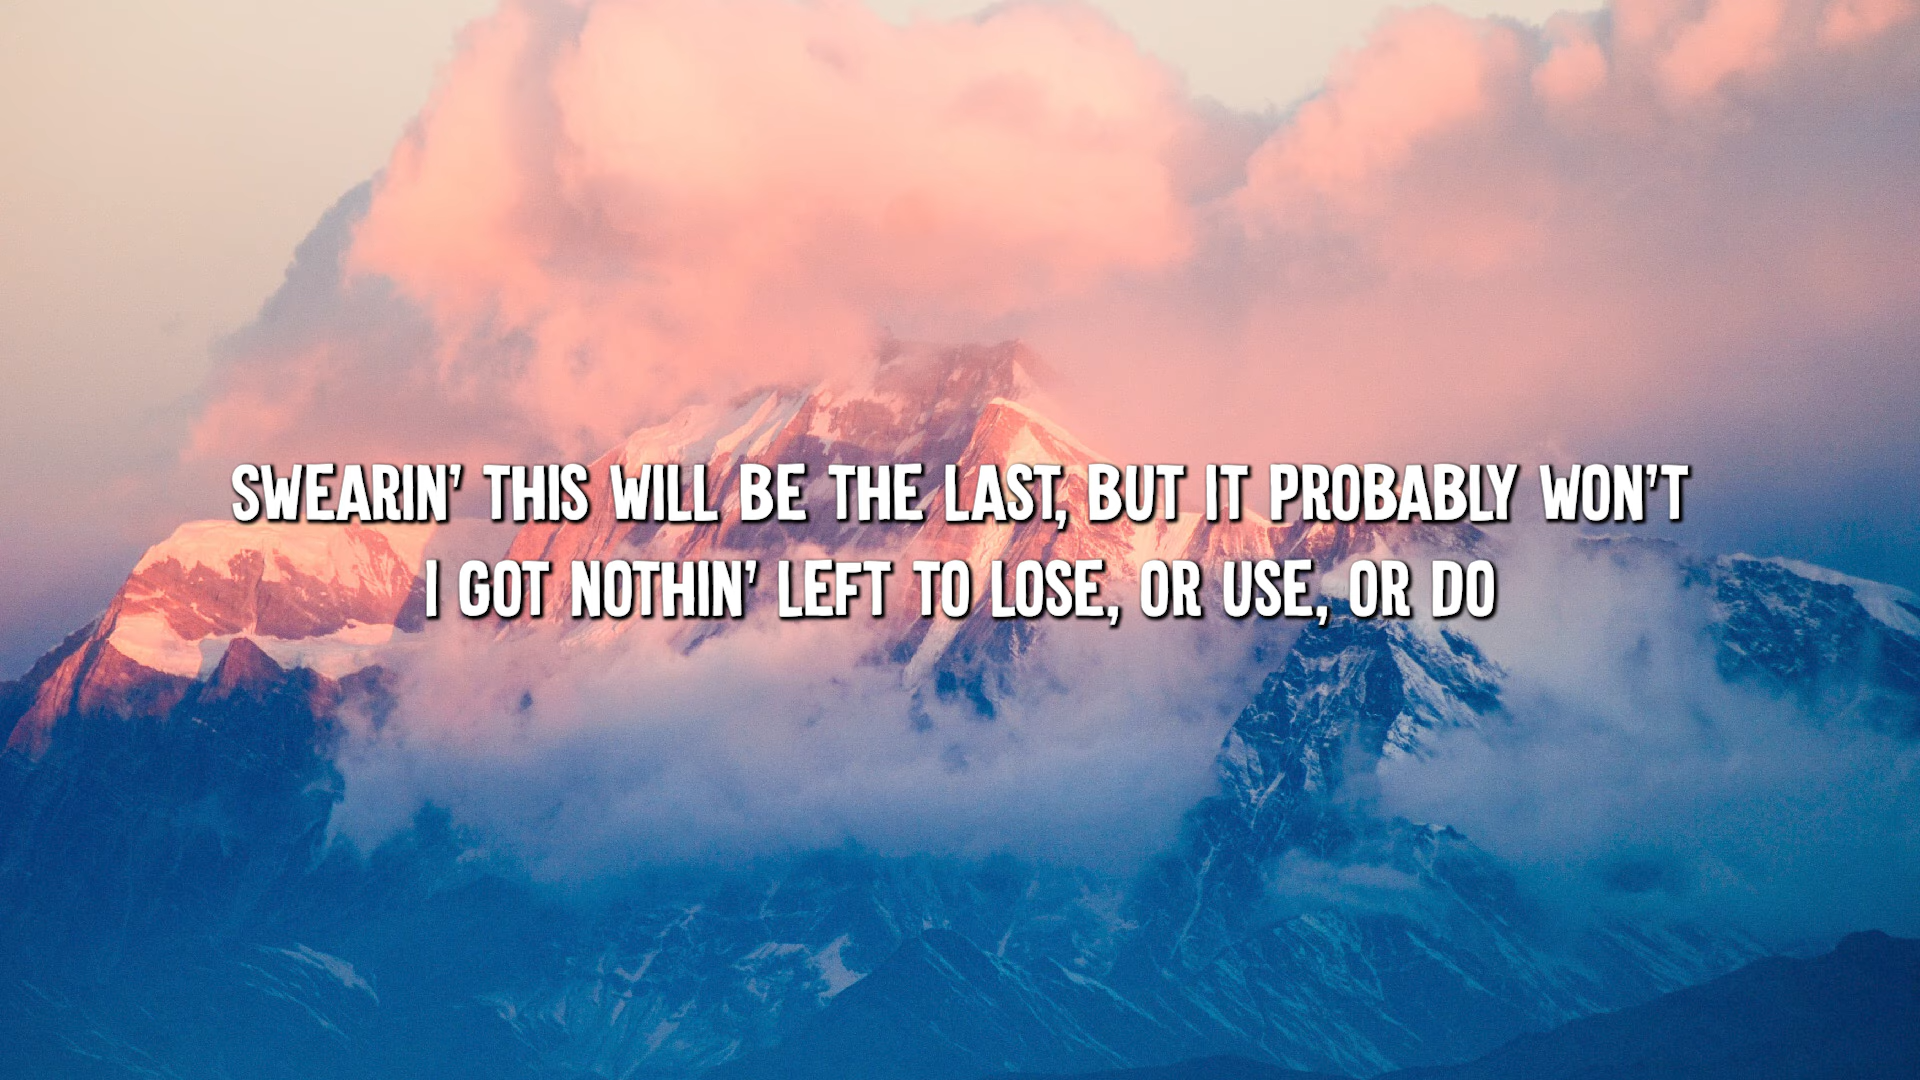 SWEARIN' THIS WILL BE THE LAST, BUT IT PROBABLY WON'T
I GOT NOTHIN' LEFT TO LOSE, OR USE, OR DO